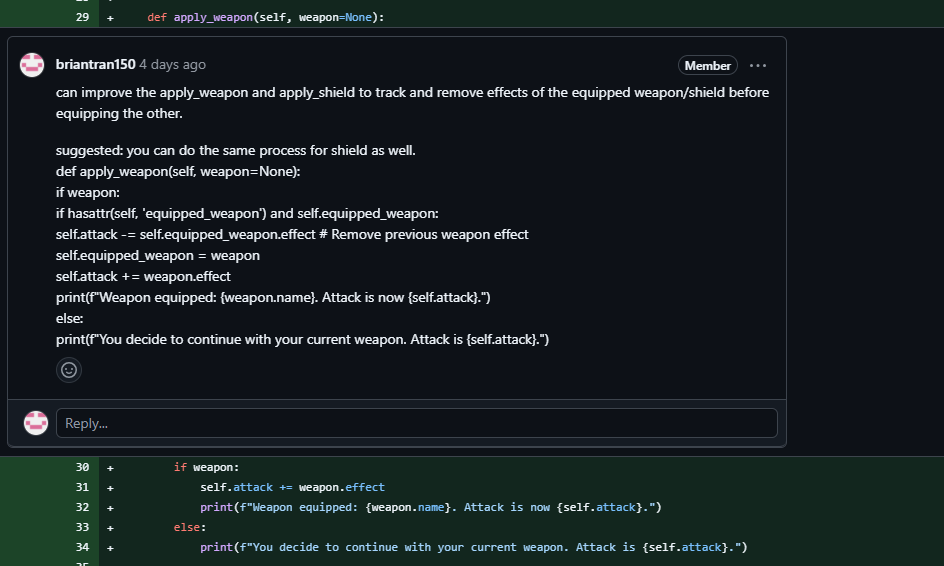 29 + def apply_weapon(self, weapon=None):
briantran150 4 days ago Member ...
can improve the apply_weapon and apply_shield to track and remove effects of the equipped weapon/shield before
equipping the other.
suggested: you can do the same process for shield as well.
def apply_weapon(self, weapon=None):
if weapon:
if hasattr(self, 'equipped_weapon') and self.equipped_weapon:
self.attack -= self.equipped_weapon.effect # Remove previous weapon effect
self.equipped_weapon = weapon
self.attack += weapon.effect
print(f"Weapon equipped: {weapon.name}. Attack is now {self.attack}.")
else:
print(f"You decide to continue with your current weapon. Attack is {self.attack}.")
Reply...
30 + if weapon:
31 + self.attack += weapon.effect
32 + print(f"Weapon equipped: {weapon.name}. Attack is now {self.attack}.")
33 + else:
34 + print(f"You decide to continue with your current weapon. Attack is {self.attack}.")